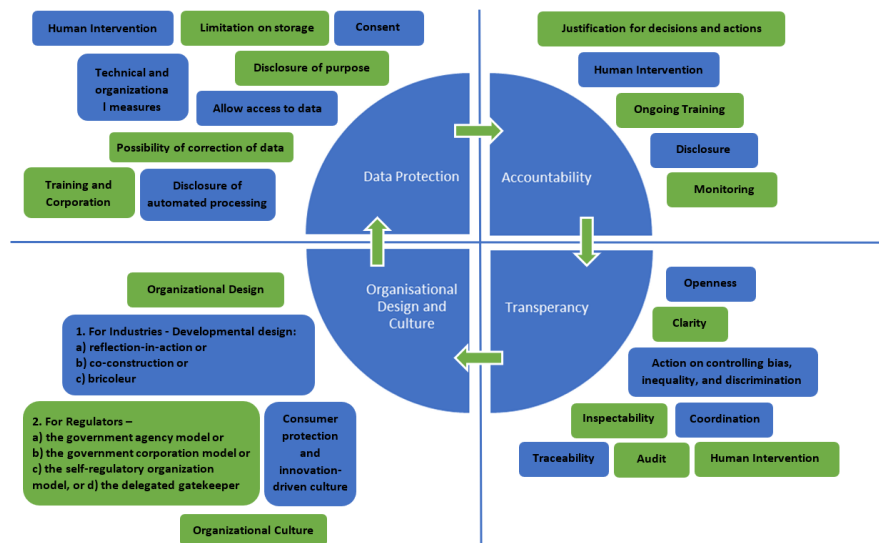 Human Intervention
Limitation on storage
Consent
Technical and
organizationa
l measures
Disclosure of purpose
Allow access to data
Possibility of correction of data
Training and
Corporation
Disclosure of
automated processing
Data Protection
Justification for decisions and actions
Human Intervention
Ongoing Training
Disclosure
Monitoring
Accountability
Organisational
Design and
Culture
Organizational Design
1. For Industries - Developmental design:
a) reflection-in-action or
b) co-construction or
c) bricoleur
2. For Regulators –
a) the government agency model or
b) the government corporation model or
c) the self-regulatory organization
model, or d) the delegated gatekeeper
Consumer
protection
and
innovation-
driven culture
Organizational Culture
Transperancy
Openness
Clarity
Action on controlling bias,
inequality, and discrimination
Inspectability
Coordination
Traceability
Audit
Human Intervention